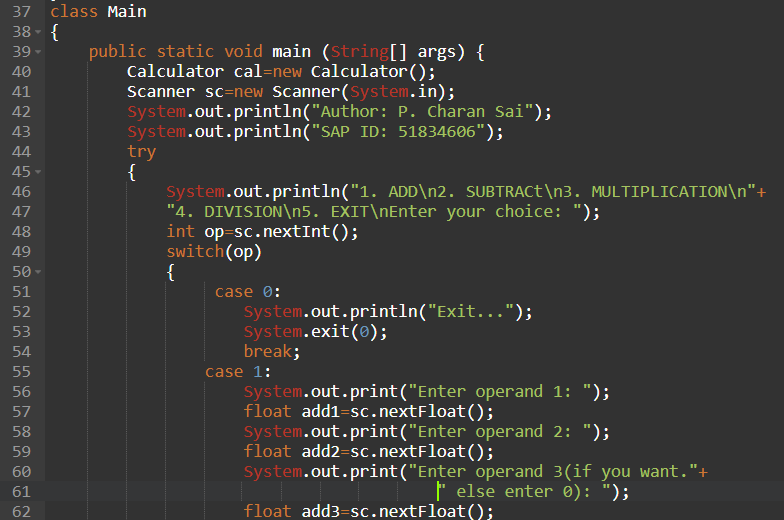 37 class Main
38 {
39 public static void main (String[] args) {
40 Calculator cal=new Calculator();
41 Scanner sc=new Scanner(System.in);
42 System.out.println("Author: P. Charan Sai");
43 System.out.println("SAP ID: 51834606");
44 try
45 {
46 System.out.println("1. ADD\n2. SUBTRACt\n3. MULTIPLICATION\n"+
47 "4. DIVISION\n5. EXIT\nEnter your choice: ");
48 int op=sc.nextInt();
49 switch(op)
50 {
51 case 0:
52 System.out.println("Exit...");
53 System.exit(0);
54 break;
55 case 1:
56 System.out.print("Enter operand 1: ");
57 float add1=sc.nextFloat();
58 System.out.print("Enter operand 2: ");
59 float add2=sc.nextFloat();
60 System.out.print("Enter operand 3(if you want."+
61 " else enter 0): ");
62 float add3=sc.nextFloat();